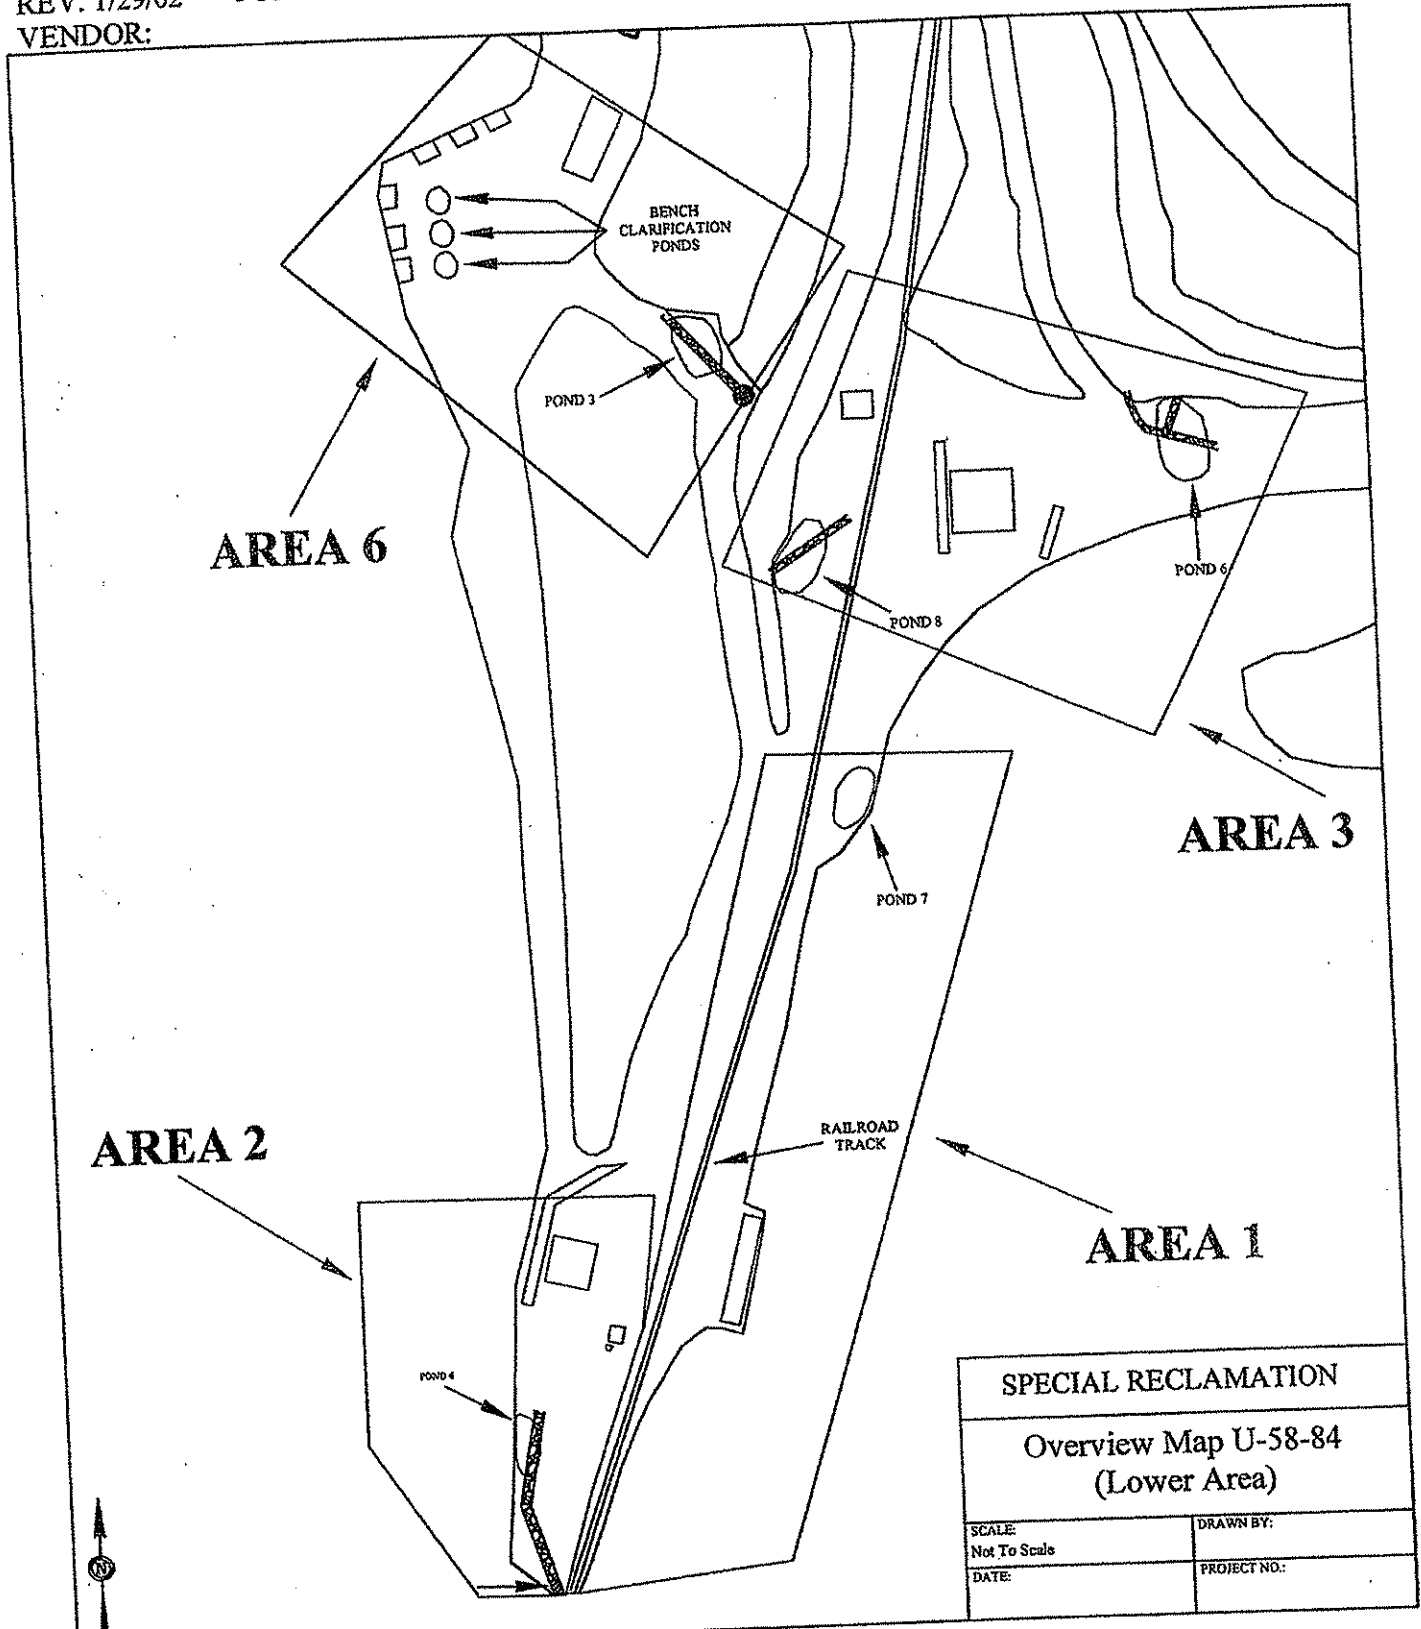 REV. 1/29/02
VENDOR:
BENCH
CLARIFICATION
PONDS
POND 3
AREA 6
POND 6
POND 8
AREA 3
POND 7
AREA 2
RAILROAD
TRACK
AREA 1
POND 4
SPECIAL RECLAMATION
Overview Map U-58-84
(Lower Area)
SCALE:
Not To Scale
DRAWN BY:
DATE:
PROJECT NO.:
N